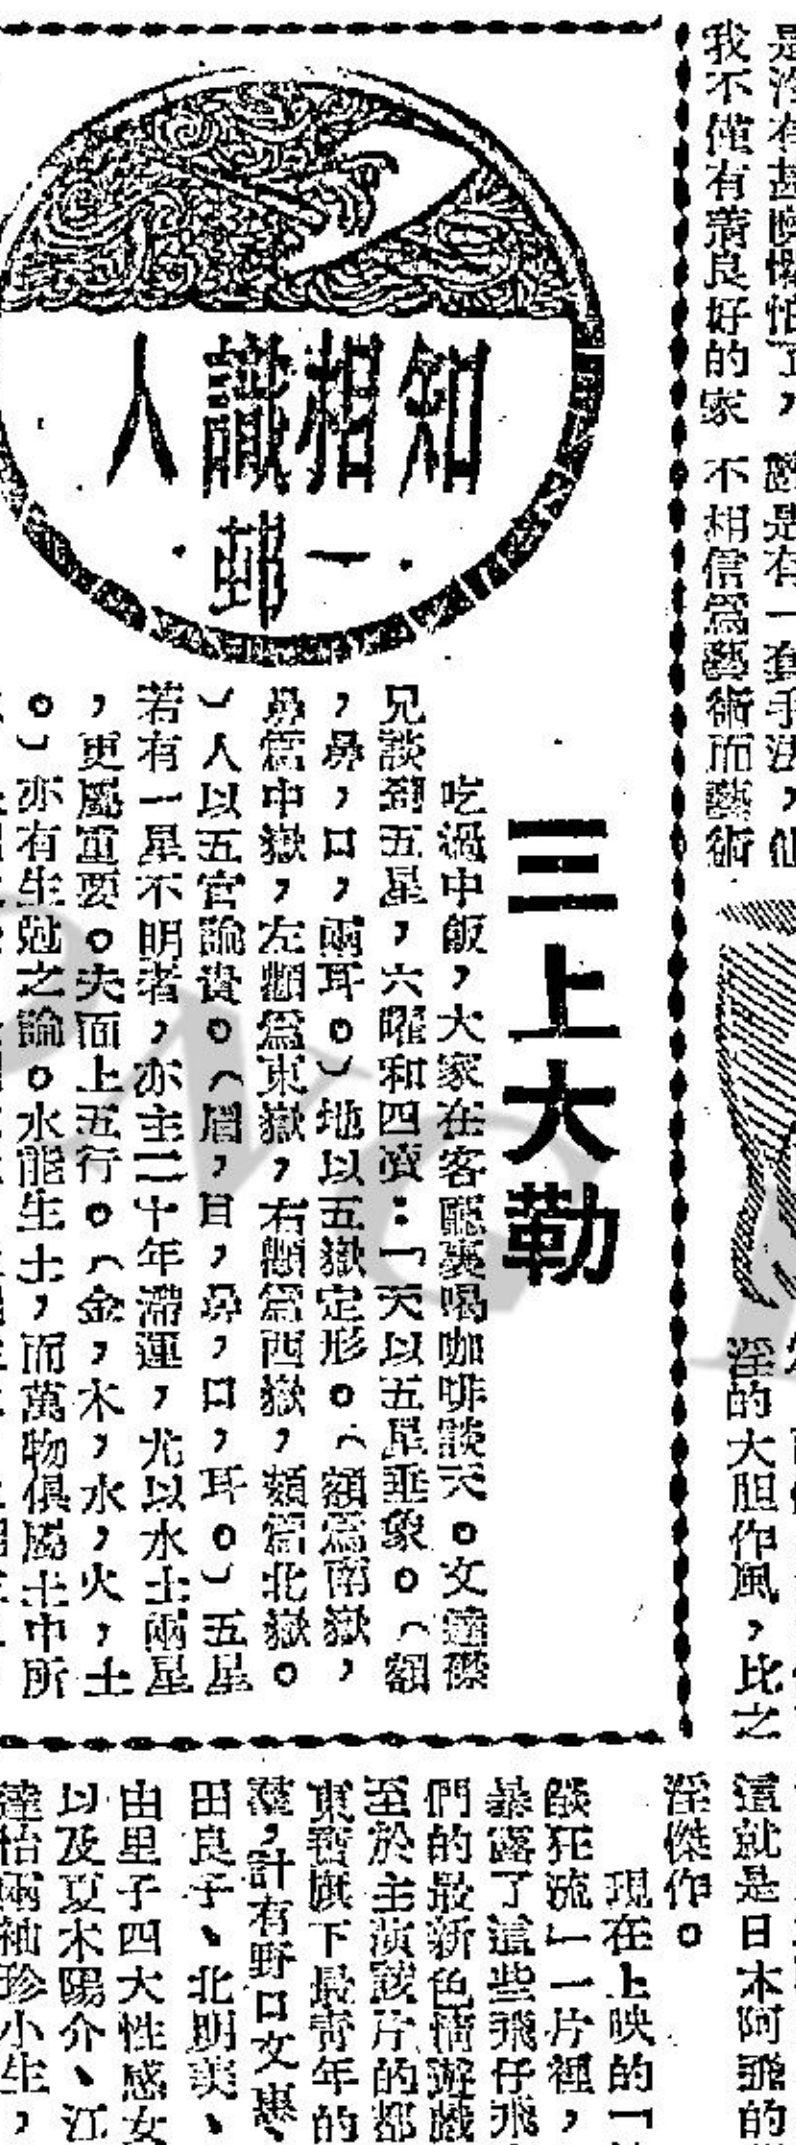 我不僅有着良好的家
不相信為藝術而藝術
淫的大胆作風，比之
這就是日本阿飛的
淫傑作。
知相識人
·一邨·
三上大勒
吃過中飯，大家在客廳裏喝咖啡談天。文達傑
兄談到五星，六曜和四瀆：「天以五星垂象。（額
，鼻，口，兩耳。）地以五嶽定形。（額為南嶽，
鼻為中嶽，左顴為東嶽，右顴為西嶽，頦為北嶽。
）人以五官論貴。（眉，目，鼻，口，耳。）五星
若有一星不明者，亦主二十年滯運，尤以水土兩星
，更屬重要。夫面上五行。（金，木，水，火，土
。）亦有生尅之論。水能生土，而萬物俱屬土中所
現在上映的「
狂流」一片裡，
暴露了這些飛仔飛
們的最新色情遊戲
至於主演該片的都
東寶旗下最青年的
，計有野口文惠、
田良子、北明美、
由里子四大性感女
以及夏木陽介、江
達怡兩袖珍小生，